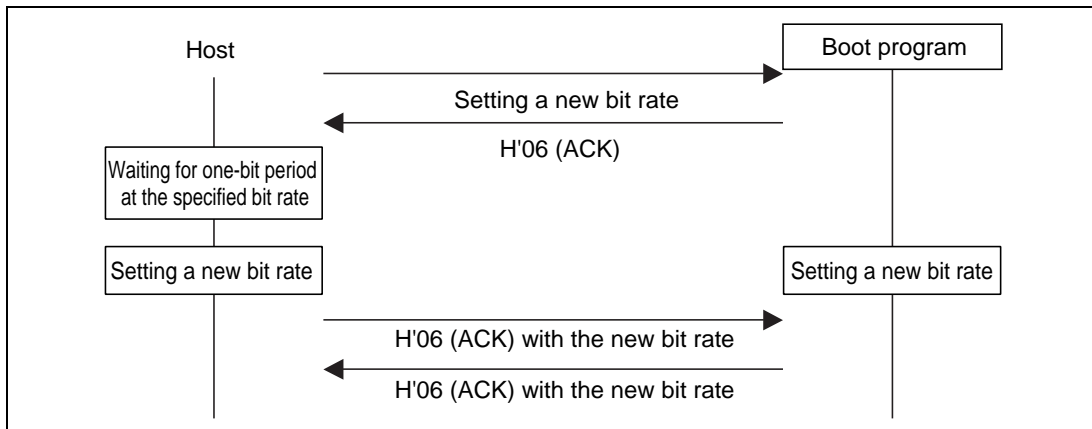 Host
Boot program
Setting a new bit rate
H'06 (ACK)
Waiting for one-bit period
at the specified bit rate
Setting a new bit rate
Setting a new bit rate
H'06 (ACK) with the new bit rate
H'06 (ACK) with the new bit rate